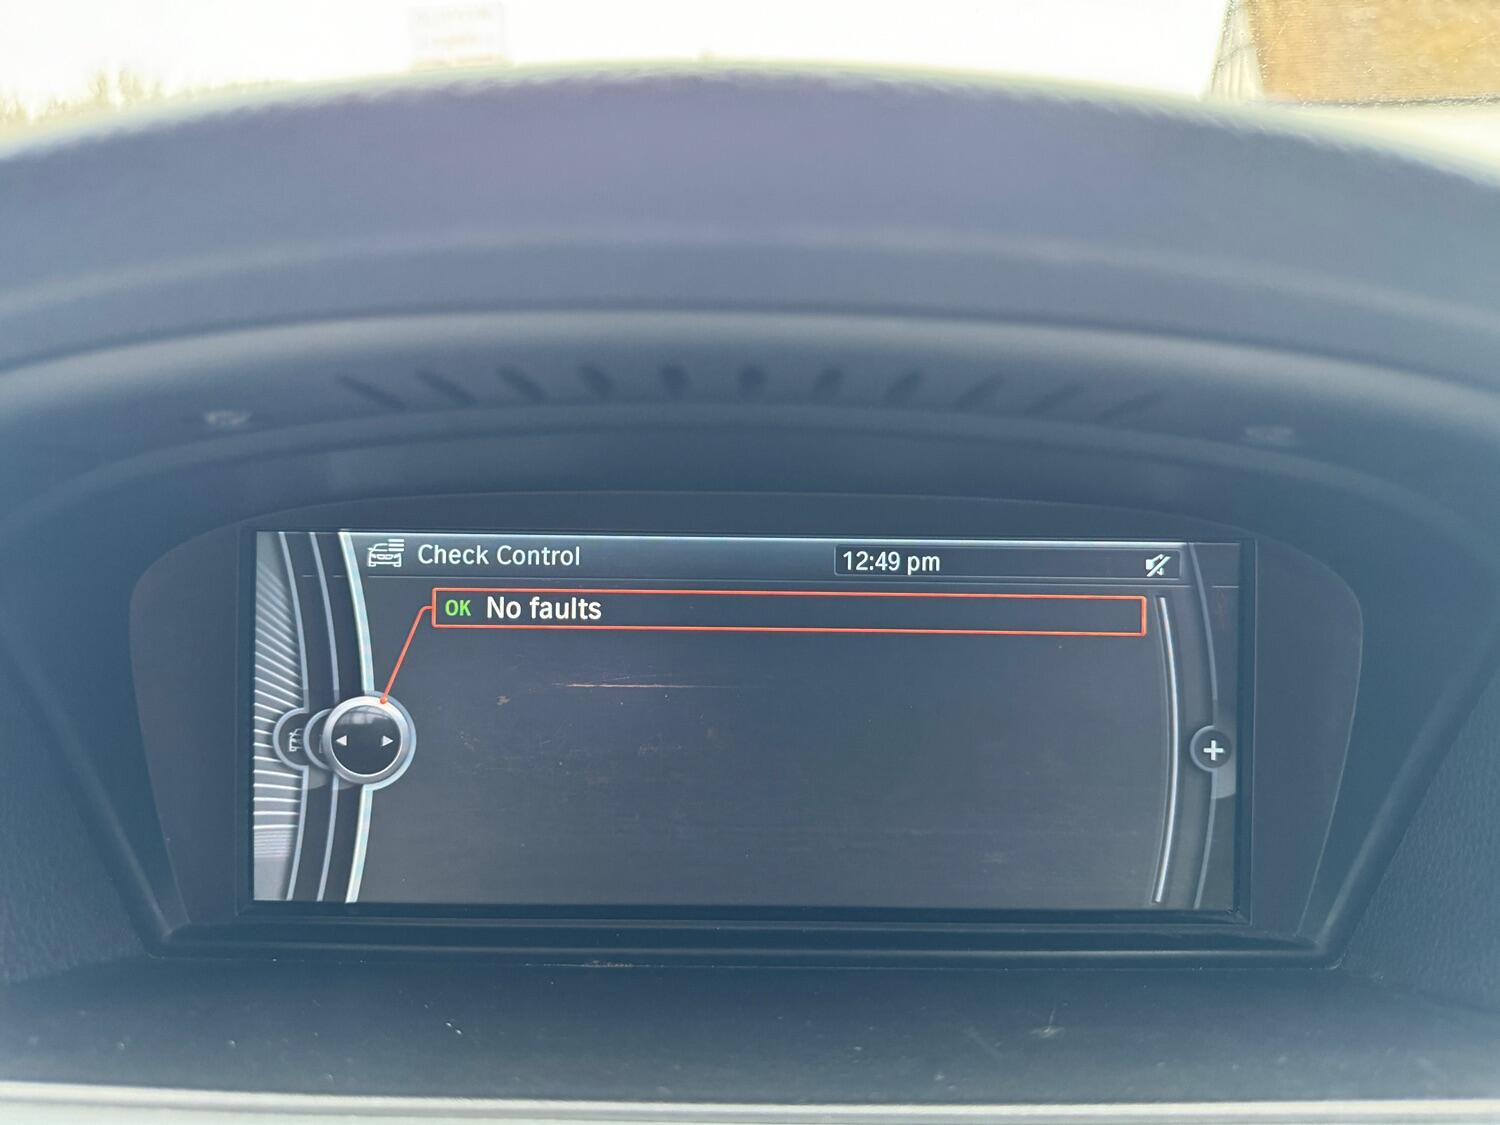 Check Control
12:49 pm
OK No faults